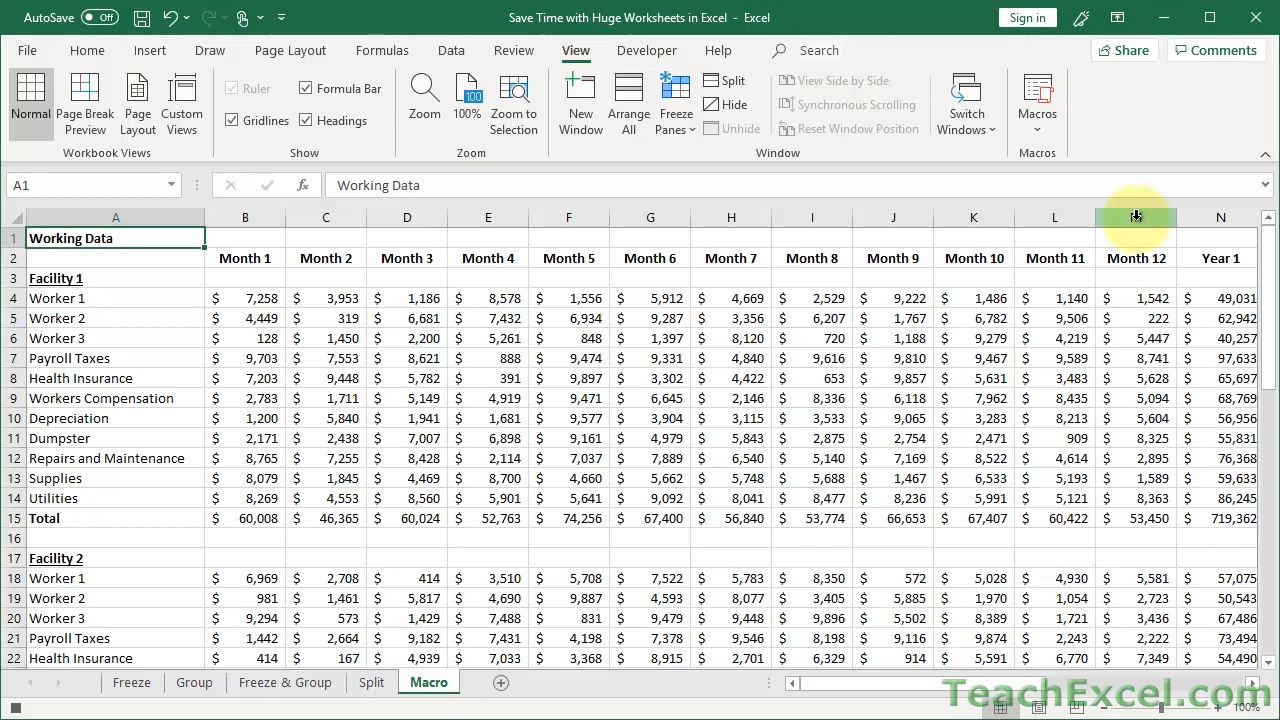 AutoSave Off Save Time with Huge Worksheets in Excel - Excel Sign in
File Home Insert Draw Page Layout Formulas Data Review View Developer Help Search Share Comments
Normal Page Break Preview Page Layout Custom Views
Workbook Views
Ruler Formula Bar
Gridlines Headings
Show
Zoom 100% Zoom to Selection
Zoom
New Window Arrange All Freeze Panes
Split
Hide
Unhide
View Side by Side
Synchronous Scrolling
Reset Window Position
Switch Windows
Window
Macros
Macros
A1 fx Working Data
A B C D E F G H I J K L N
1 Working Data
2 Month 1 Month 2 Month 3 Month 4 Month 5 Month 6 Month 7 Month 8 Month 9 Month 10 Month 11 Month 12 Year 1
3 Facility 1
4 Worker 1 $ 7,258 $ 3,953 $ 1,186 $ 8,578 $ 1,556 $ 5,912 $ 4,669 $ 2,529 $ 9,222 $ 1,486 $ 1,140 $ 1,542 $ 49,031
5 Worker 2 $ 4,449 $ 319 $ 6,681 $ 7,432 $ 6,934 $ 9,287 $ 3,356 $ 6,207 $ 1,767 $ 6,782 $ 9,506 $ 222 $ 62,942
6 Worker 3 $ 128 $ 1,450 $ 2,200 $ 5,261 $ 848 $ 1,397 $ 8,120 $ 720 $ 1,188 $ 9,279 $ 4,219 $ 5,447 $ 40,257
7 Payroll Taxes $ 9,703 $ 7,553 $ 8,621 $ 888 $ 9,474 $ 9,331 $ 4,840 $ 9,616 $ 9,810 $ 9,467 $ 9,589 $ 8,741 $ 97,633
8 Health Insurance $ 7,203 $ 9,448 $ 5,782 $ 391 $ 9,897 $ 3,302 $ 4,422 $ 653 $ 9,857 $ 5,631 $ 3,483 $ 5,628 $ 65,697
9 Workers Compensation $ 2,783 $ 1,711 $ 5,149 $ 4,919 $ 9,471 $ 6,645 $ 2,146 $ 8,336 $ 6,118 $ 7,962 $ 8,435 $ 5,094 $ 68,769
10 Depreciation $ 1,200 $ 5,840 $ 1,941 $ 1,681 $ 9,577 $ 3,904 $ 3,115 $ 3,533 $ 9,065 $ 3,283 $ 8,213 $ 5,604 $ 56,956
11 Dumpster $ 2,171 $ 2,438 $ 7,007 $ 6,898 $ 9,161 $ 4,979 $ 5,843 $ 2,875 $ 2,754 $ 2,471 $ 909 $ 8,325 $ 55,831
12 Repairs and Maintenance $ 8,765 $ 7,255 $ 8,428 $ 2,114 $ 7,037 $ 7,889 $ 6,540 $ 5,140 $ 7,169 $ 8,522 $ 4,614 $ 2,895 $ 76,368
13 Supplies $ 8,079 $ 1,845 $ 4,469 $ 8,700 $ 4,660 $ 5,662 $ 5,748 $ 5,688 $ 1,467 $ 6,533 $ 5,193 $ 1,589 $ 59,633
14 Utilities $ 8,269 $ 4,553 $ 8,560 $ 5,901 $ 5,641 $ 9,092 $ 8,041 $ 8,477 $ 8,236 $ 5,991 $ 5,121 $ 8,363 $ 86,245
15 Total $ 60,008 $ 46,365 $ 60,024 $ 52,763 $ 74,256 $ 67,400 $ 56,840 $ 53,774 $ 66,653 $ 67,407 $ 60,422 $ 53,450 $ 719,362
16
17 Facility 2
18 Worker 1 $ 6,969 $ 2,708 $ 414 $ 3,510 $ 5,708 $ 7,522 $ 5,783 $ 8,350 $ 572 $ 5,028 $ 4,930 $ 5,581 $ 57,075
19 Worker 2 $ 981 $ 1,461 $ 5,817 $ 4,690 $ 9,887 $ 4,593 $ 8,077 $ 3,405 $ 5,885 $ 1,970 $ 1,054 $ 2,723 $ 50,543
20 Worker 3 $ 9,294 $ 573 $ 1,429 $ 7,488 $ 831 $ 9,479 $ 9,448 $ 9,896 $ 5,502 $ 8,389 $ 1,721 $ 3,436 $ 67,486
21 Payroll Taxes $ 1,442 $ 2,664 $ 9,182 $ 7,431 $ 4,198 $ 7,378 $ 9,546 $ 8,198 $ 9,116 $ 9,874 $ 2,243 $ 2,222 $ 73,494
22 Health Insurance $ 414 $ 167 $ 4,939 $ 7,033 $ 3,368 $ 8,915 $ 2,701 $ 6,329 $ 914 $ 5,591 $ 6,770 $ 7,349 $ 54,490
Freeze Group Freeze & Group Split Macro
TeachExcel.com
100%